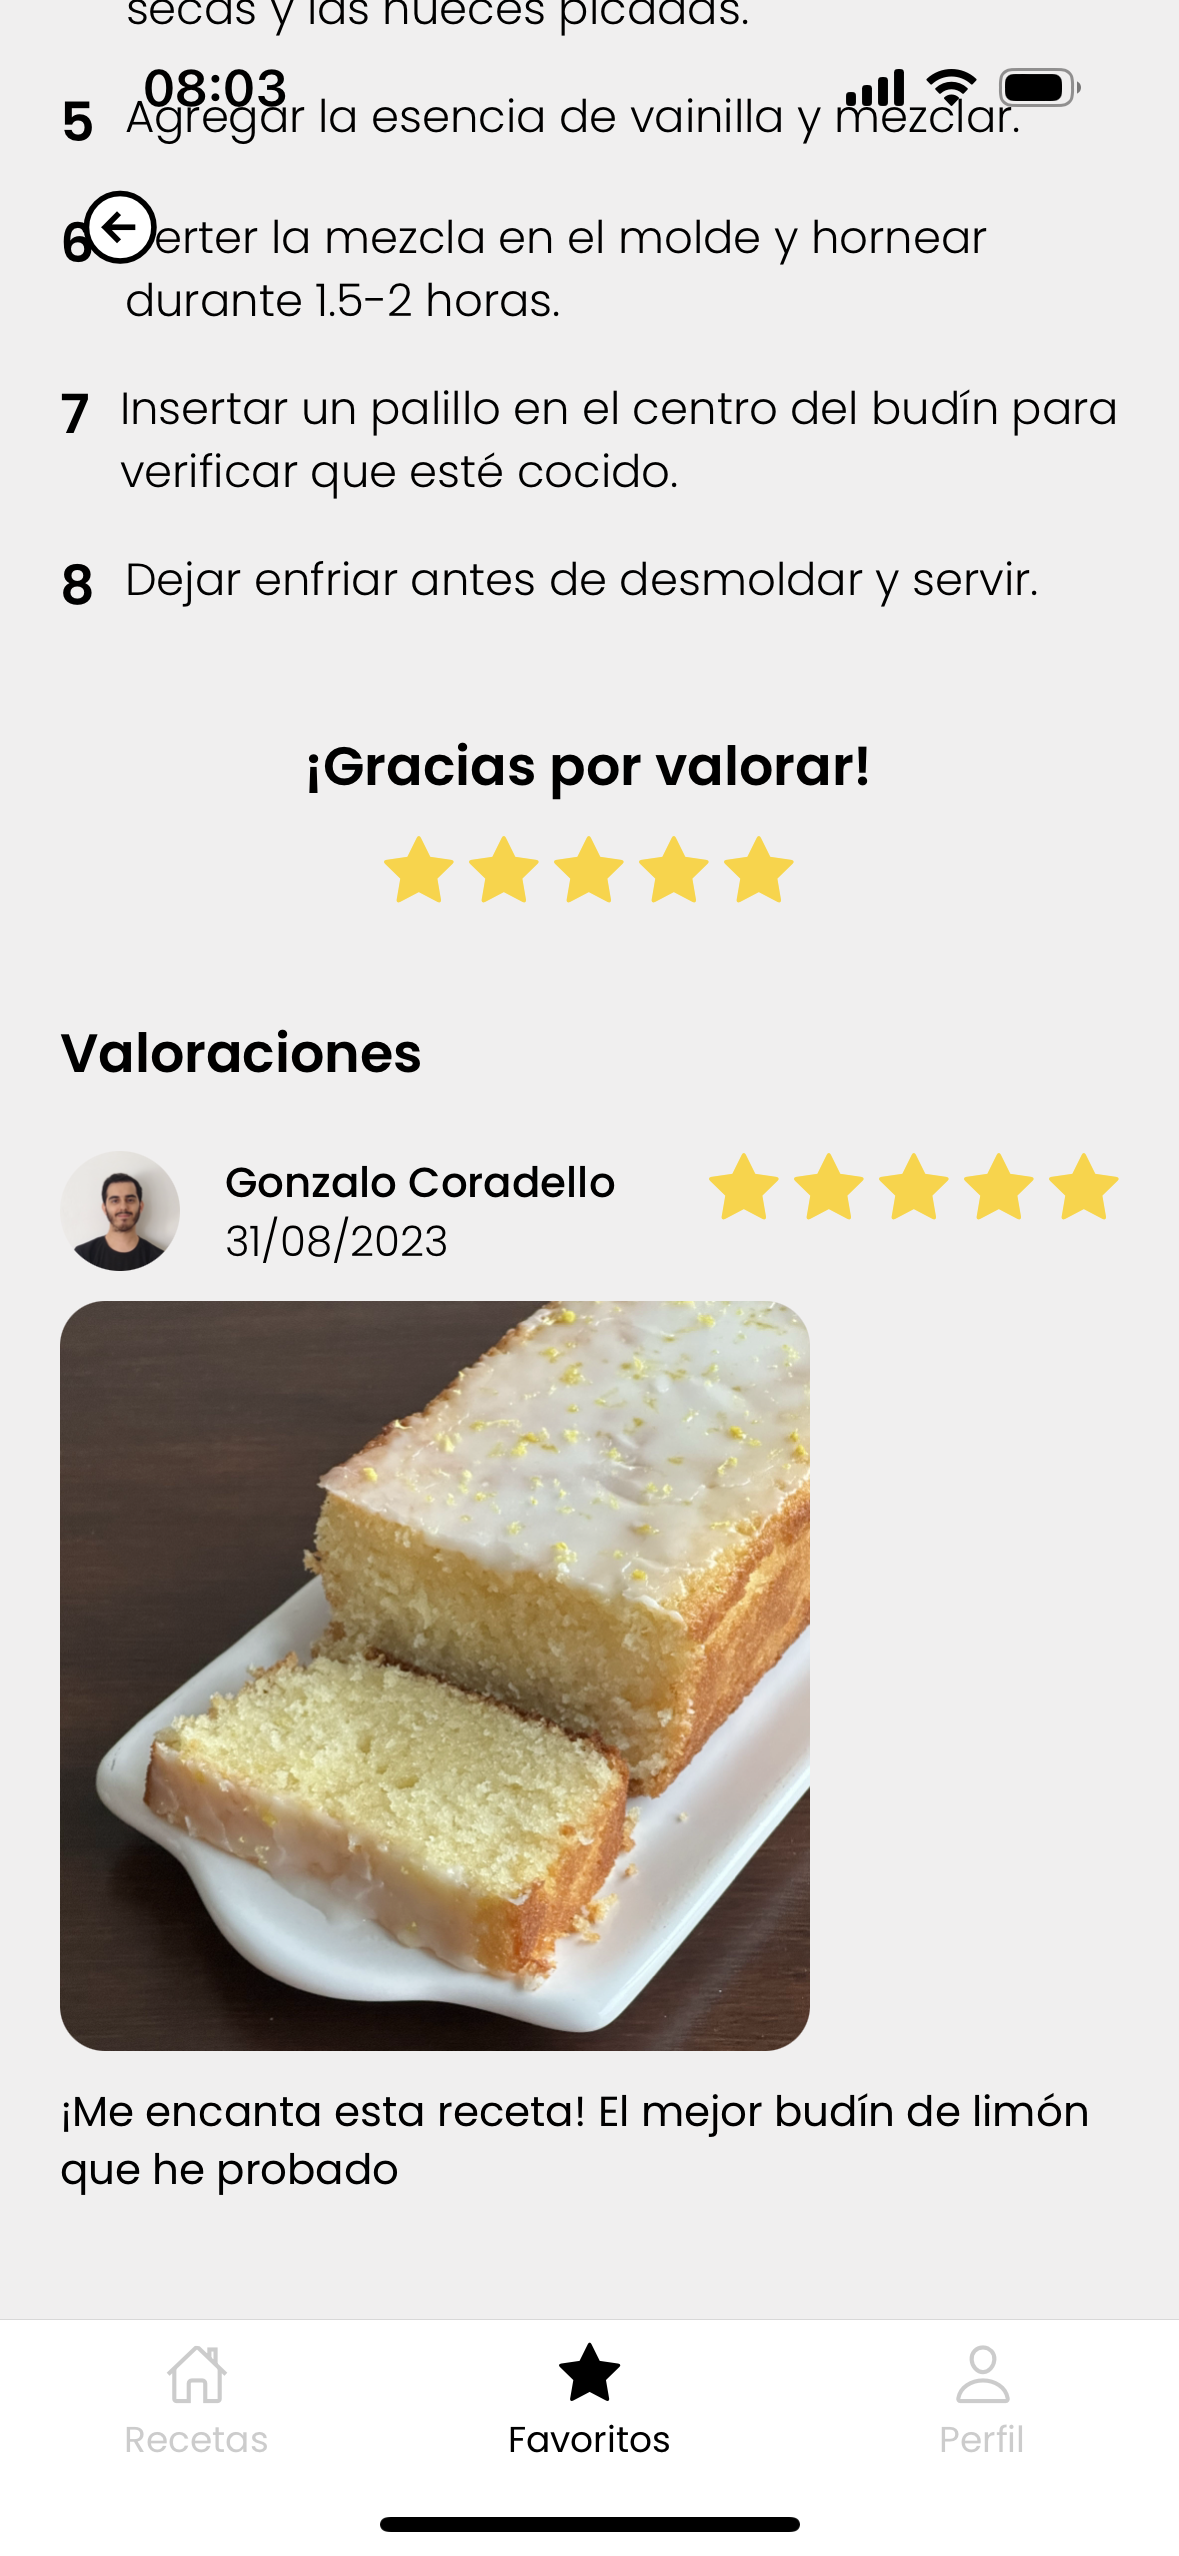 secas y las nueces picadas.
08:03
5 Agregar la esencia de vainilla y mezclar.
6 erter la mezcla en el molde y hornear
durante 1.5-2 horas.
7 Insertar un palillo en el centro del budín para
verificar que esté cocido.
8 Dejar enfriar antes de desmoldar y servir.
¡Gracias por valorar!
Valoraciones
Gonzalo Coradello
31/08/2023
¡Me encanta esta receta! El mejor budín de limón
que he probado
Recetas
Favoritos
Perfil